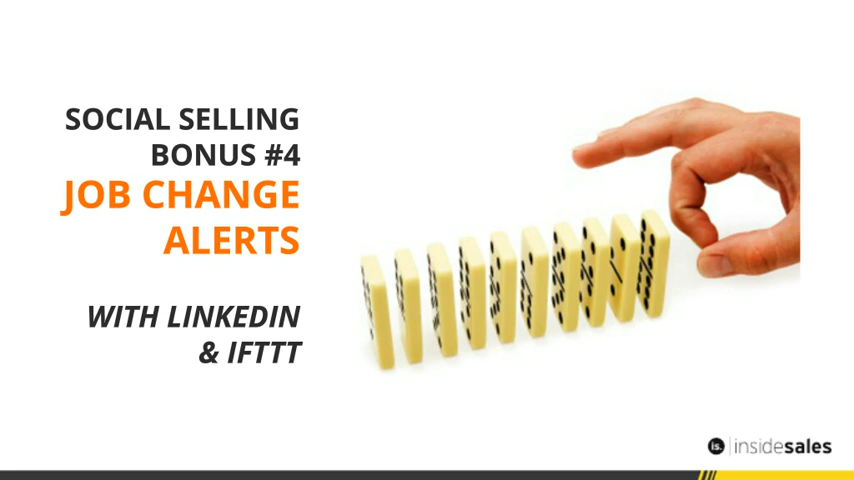 SOCIAL SELLING
BONUS #4
JOB CHANGE
ALERTS
WITH LINKEDIN
& IFTTT
is. insidesales